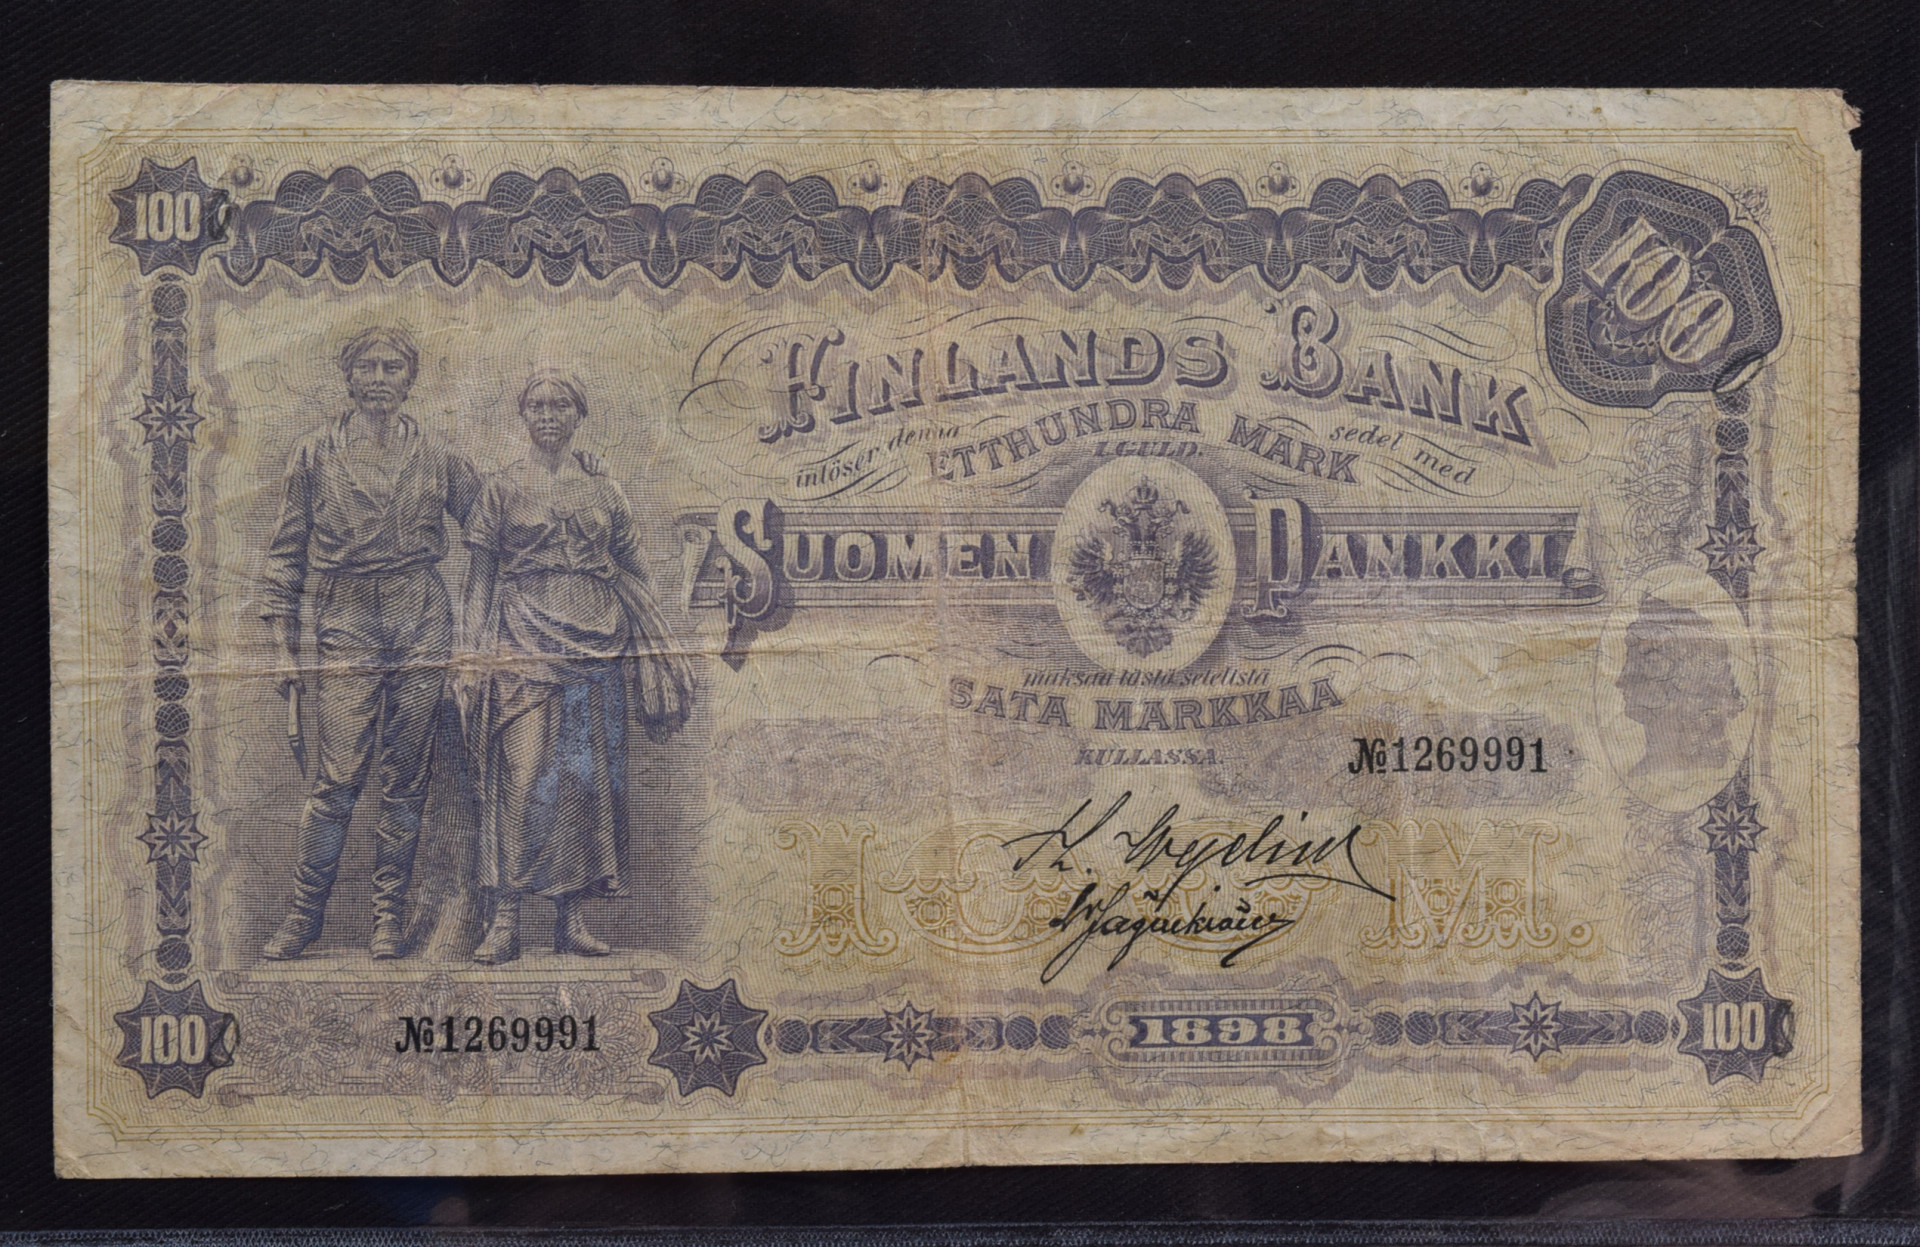 100
100
FINLANDS BANK
inlöser denna sedel med
ETTHUNDRA MARK
I GULD.
SUOMEN PANKKI
maksaa tästä setelistä
SATA MARKKAA
KULLASSA.
№1269991
100 M.
№1269991
100
1898
100